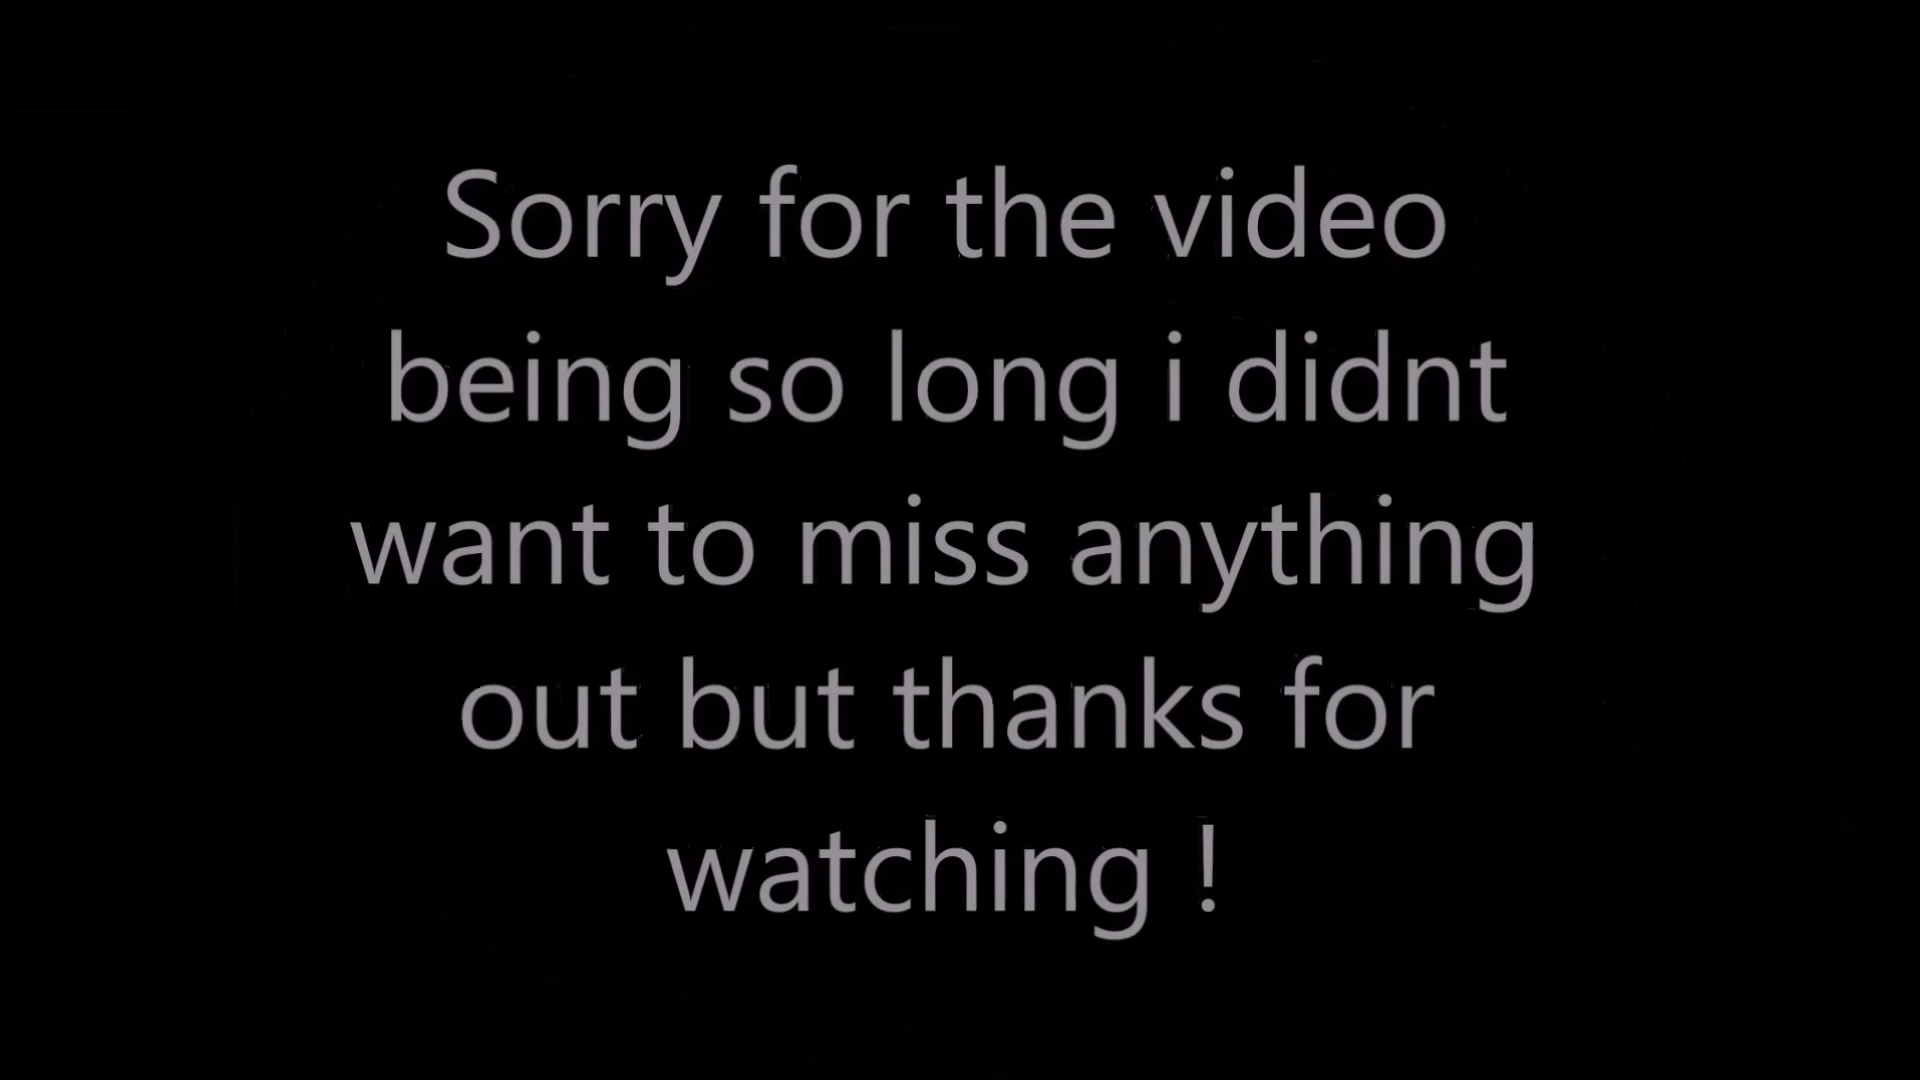 Sorry for the video
being so long i didnt
want to miss anything
out but thanks for
watching !